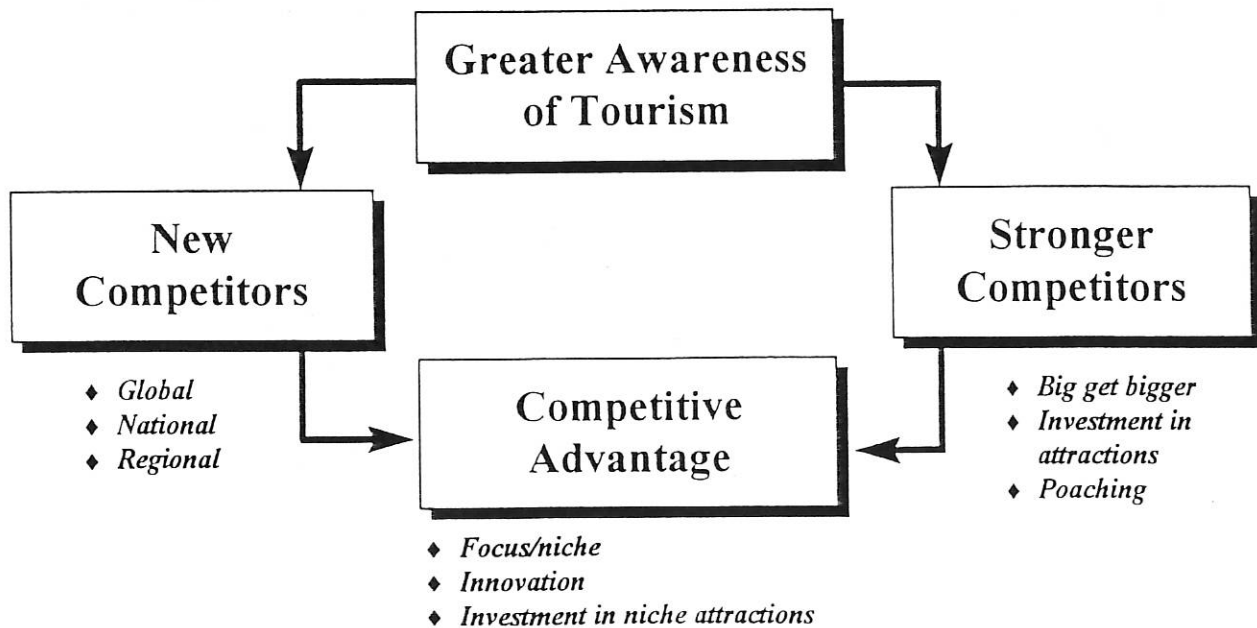 Greater Awareness
of Tourism
New
Competitors
♦ Global
♦ National
♦ Regional
Stronger
Competitors
♦ Big get bigger
♦ Investment in
attractions
♦ Poaching
Competitive
Advantage
♦ Focus/niche
♦ Innovation
♦ Investment in niche attractions